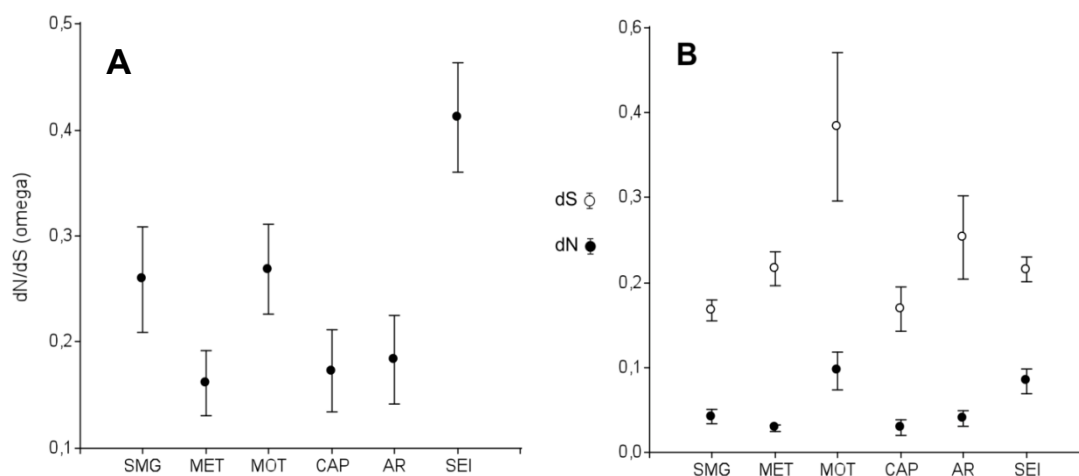 A
0,5
0,4
0,3
0,2
0,1
dN/dS (omega)
SMG MET MOT CAP AR SEI
B
0,6
0,4
0,3
0,2
0,1
0,0
dS
dN
SMG MET MOT CAP AR SEI